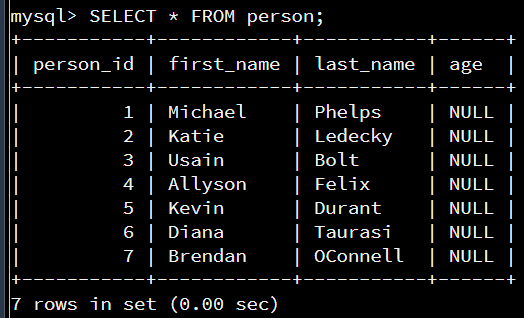 mysql> SELECT * FROM person;
+-----------+------------+-----------+------+
| person_id | first_name | last_name | age  |
+-----------+------------+-----------+------+
|         1 | Michael    | Phelps    | NULL |
|         2 | Katie      | Ledecky   | NULL |
|         3 | Usain      | Bolt      | NULL |
|         4 | Allyson    | Felix     | NULL |
|         5 | Kevin      | Durant    | NULL |
|         6 | Diana      | Taurasi   | NULL |
|         7 | Brendan    | OConnell  | NULL |
+-----------+------------+-----------+------+
7 rows in set (0.00 sec)